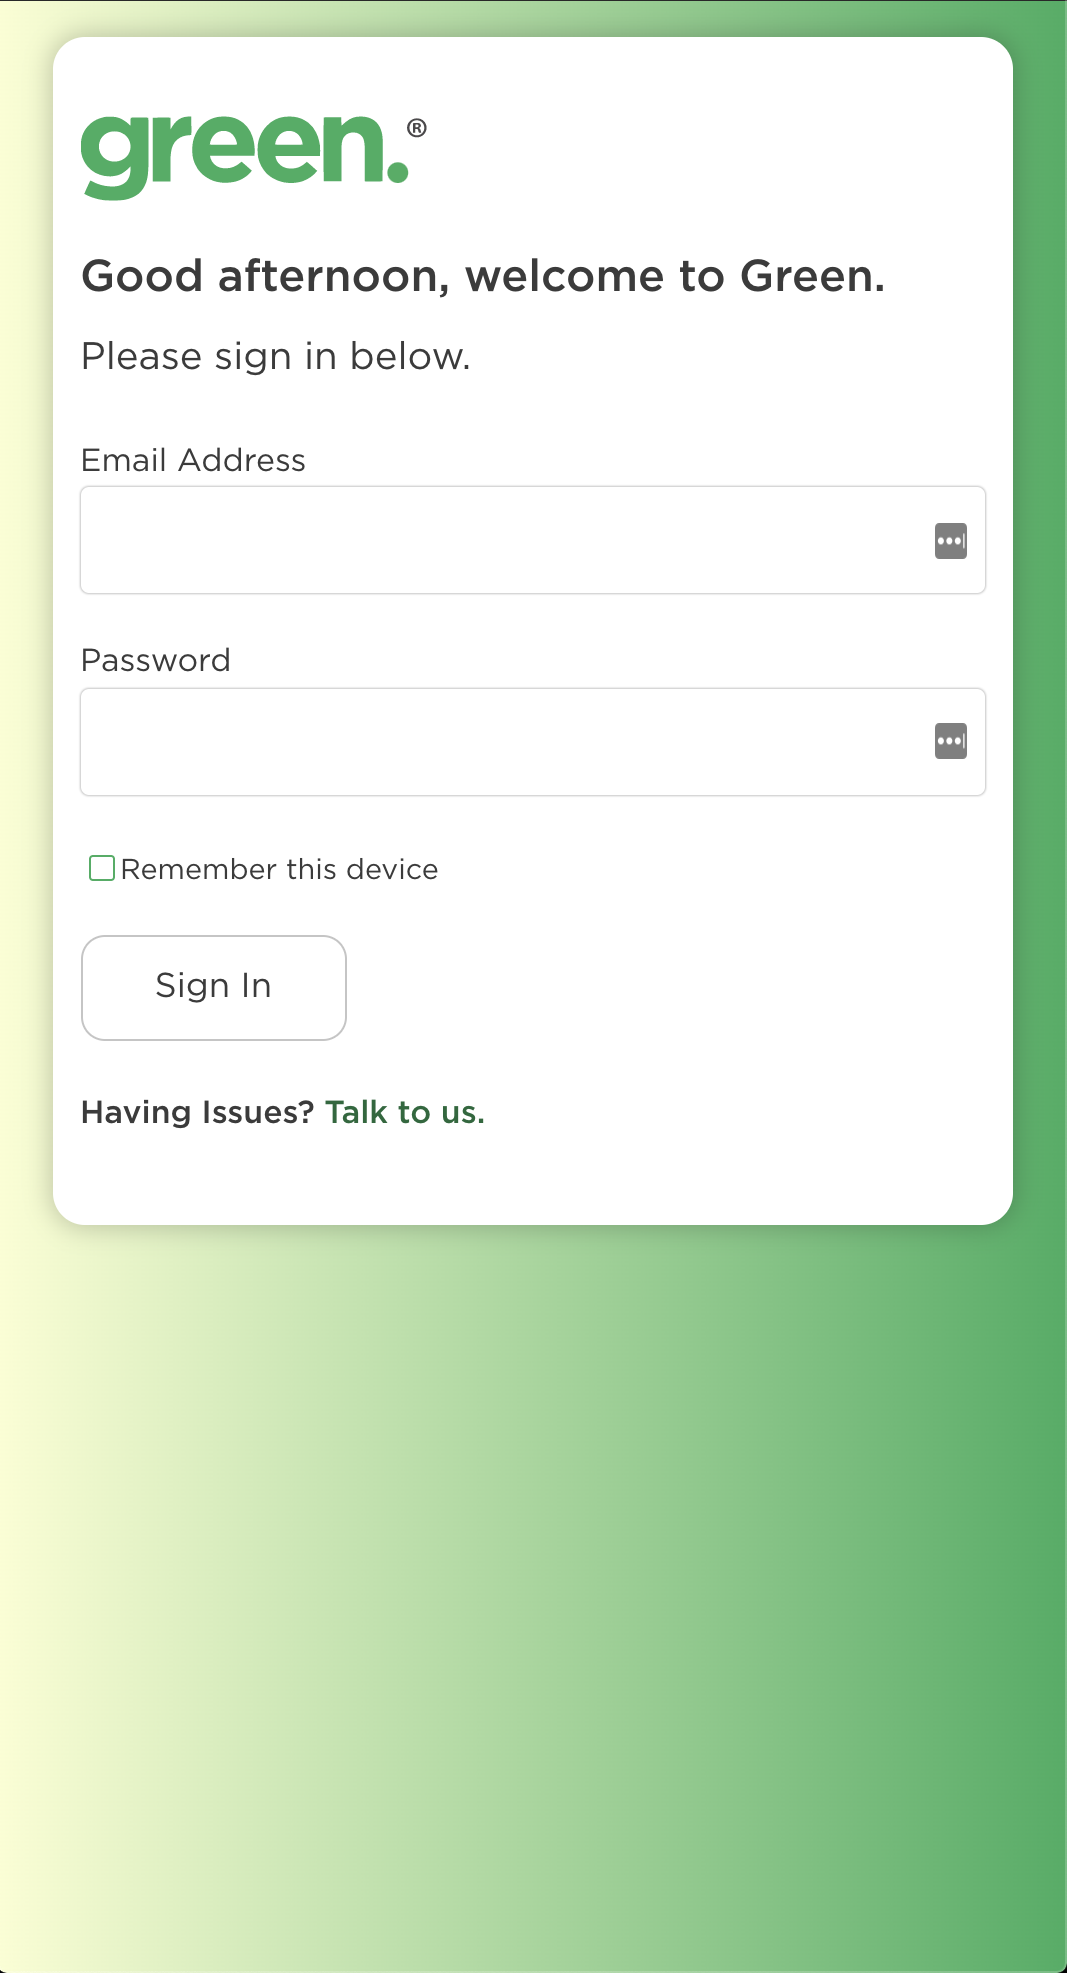 green.®
Good afternoon, welcome to Green.
Please sign in below.
Email Address
Password
Remember this device
Sign In
Having Issues? Talk to us.